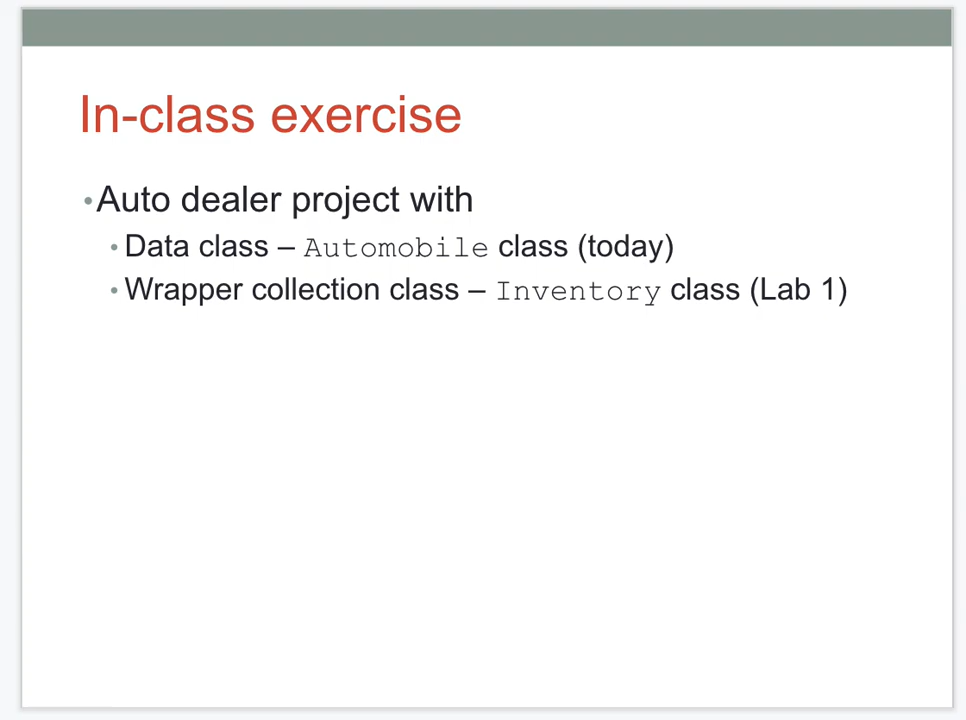 In-class exercise
•Auto dealer project with
•Data class – Automobile class (today)
•Wrapper collection class – Inventory class (Lab 1)